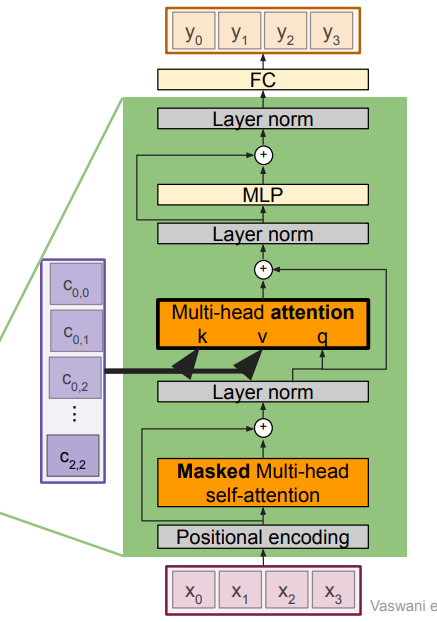 y0 y1 y2 y3
FC
Layer norm
+
MLP
Layer norm
+
Multi-head attention
k v q
c0,0
c0,1
c0,2
⋮
c2,2
Layer norm
+
Masked Multi-head
self-attention
Positional encoding
x0 x1 x2 x3
Vaswani e